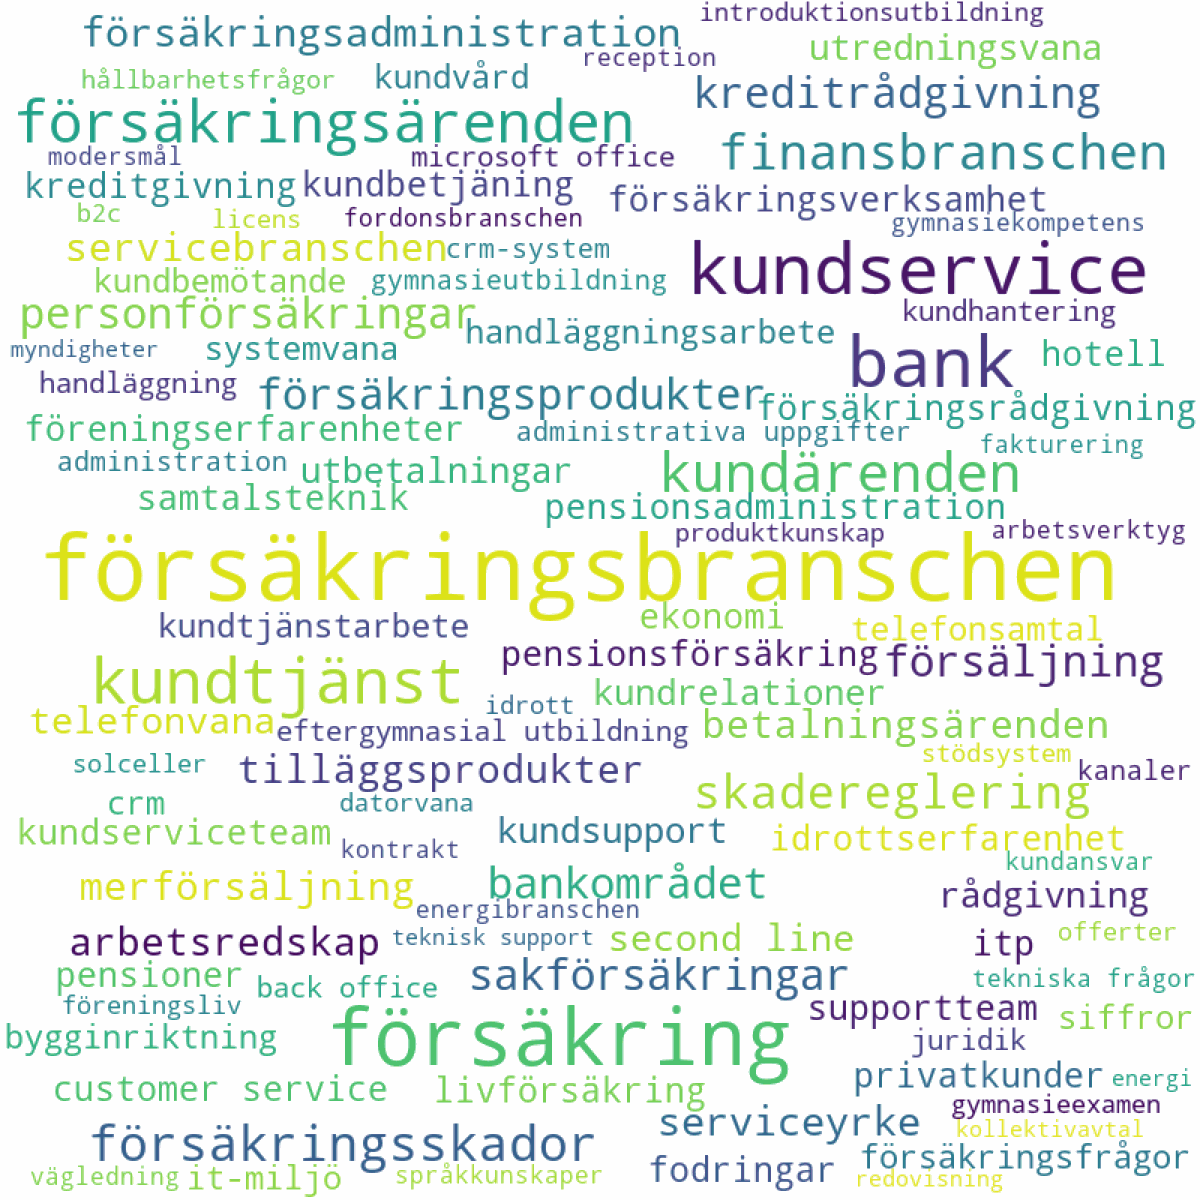 introduktionsutbildning
försäkringsadministration
utredningsvana
reception
hållbarhetsfrågor
kundvård
kreditrådgivning
försäkringsärenden
finansbranschen
modersmål
microsoft office
kreditgivning
kundbetjäning
försäkringsverksamhet
b2c
licens
fordonsbranschen
gymnasiekompetens
servicebranschen
crm-system
kundservice
kundbemötande
gymnasieutbildning
personförsäkringar
kundhantering
handläggningsarbete
myndigheter
systemvana
bank
hotell
handläggning
försäkringsprodukter
försäkringsrådgivning
föreningserfarenheter
administrativa uppgifter
fakturering
administration
utbetalningar
kundärenden
samtalsteknik
pensionsadministration
produktkunskap
arbetsverktyg
försäkringsbranschen
ekonomi
kundtjänstarbete
telefonsamtal
pensionsförsäkring
försäljning
kundtjänst
kundrelationer
idrott
telefonvana
eftergymnasial utbildning
betalningsärenden
stödsystem
solceller
tilläggsprodukter
kanaler
crm
datorvana
skadereglering
kundserviceteam
kundsupport
idrottserfarenhet
kontrakt
kundansvar
merförsäljning
bankområdet
rådgivning
energibranschen
arbetsredskap
teknisk support
second line
itp
offerter
pensioner
back office
sakförsäkringar
tekniska frågor
föreningsliv
supportteam
siffror
bygginriktning
försäkring
juridik
customer service
livförsäkring
privatkunder
energi
gymnasieexamen
serviceyrke
kollektivavtal
försäkringsskador
försäkringsfrågor
vägledning
it-miljö
språkkunskaper
fodringar
redovisning